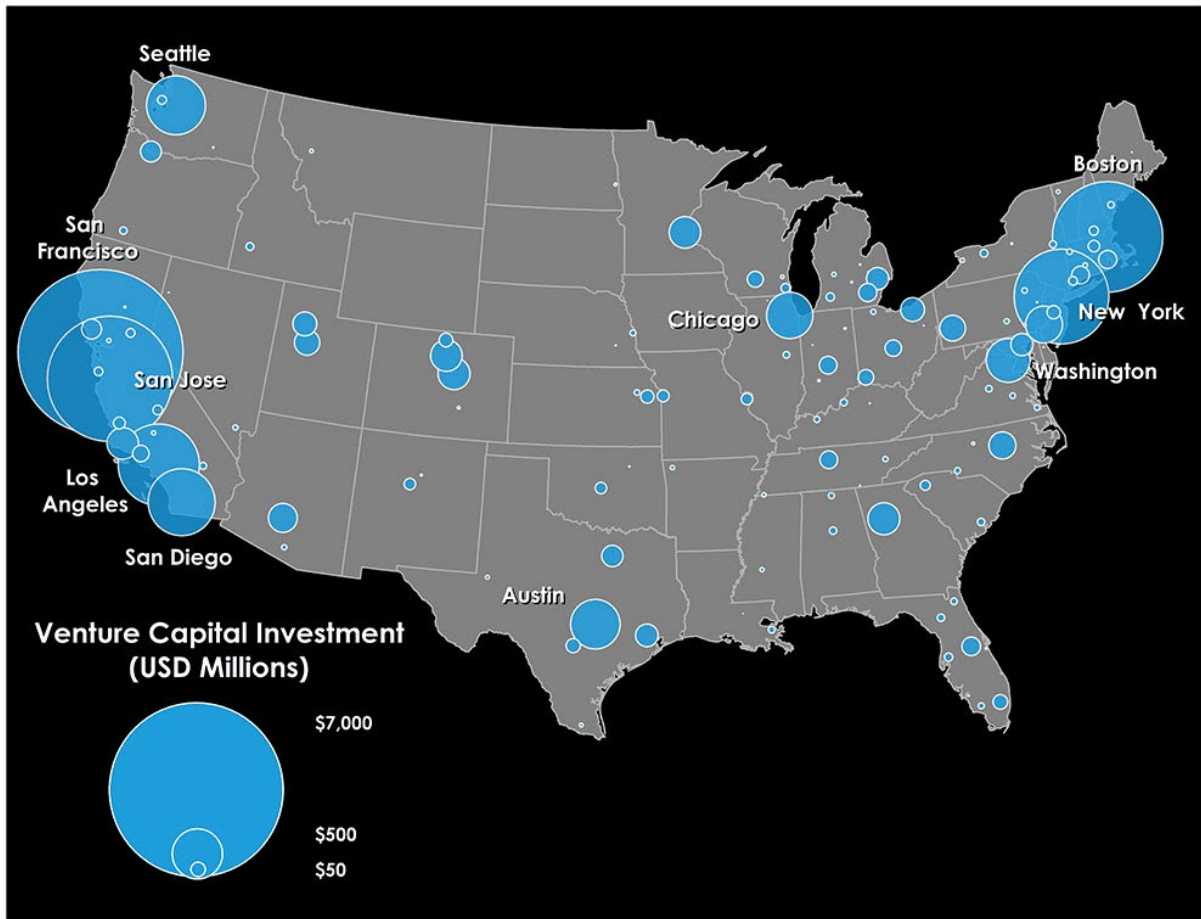 Seattle
Boston
San
Francisco
New York
Chicago
Washington
San Jose
Los
Angeles
San Diego
Austin
Venture Capital Investment
(USD Millions)
$7,000
$500
$50